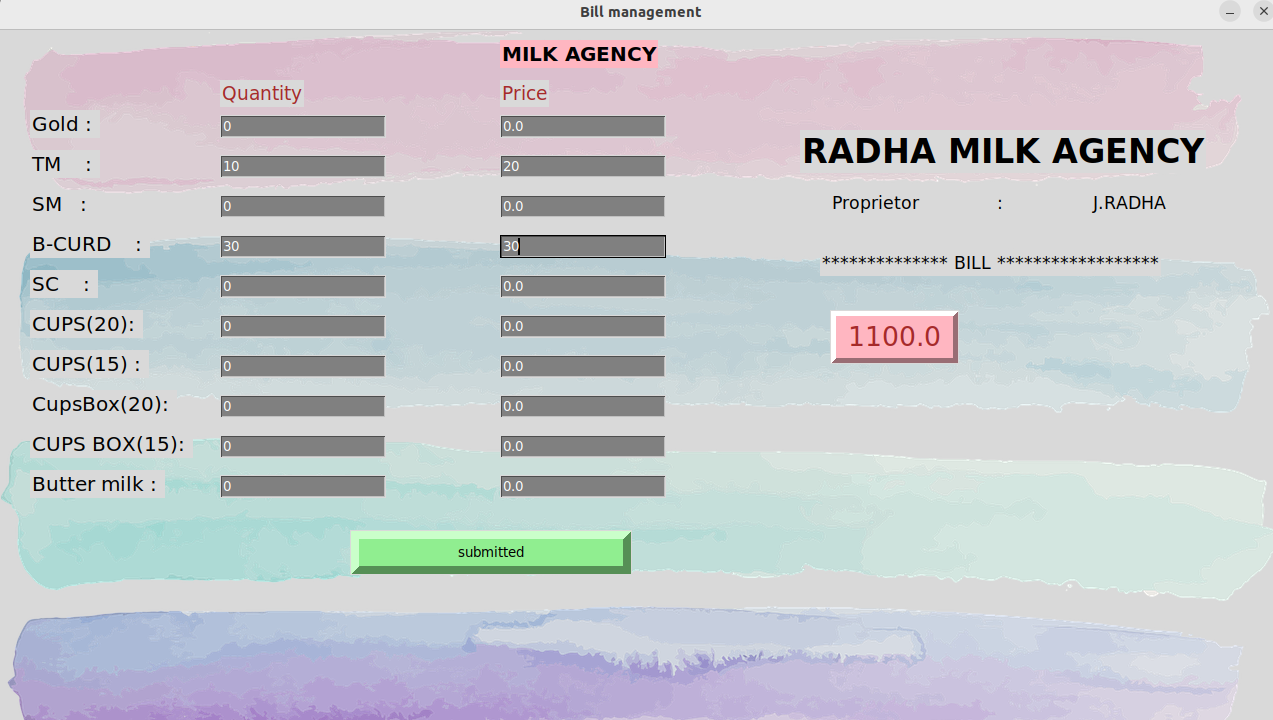 Bill management
MILK AGENCY
Quantity Price
Gold : 0 0.0
TM : 10 20
SM : 0 0.0
B-CURD : 30 30
SC : 0 0.0
CUPS(20): 0 0.0
CUPS(15) : 0 0.0
CupsBox(20): 0 0.0
CUPS BOX(15): 0 0.0
Butter milk : 0 0.0
submitted
RADHA MILK AGENCY
Proprietor : J.RADHA
************** BILL ******************
1100.0